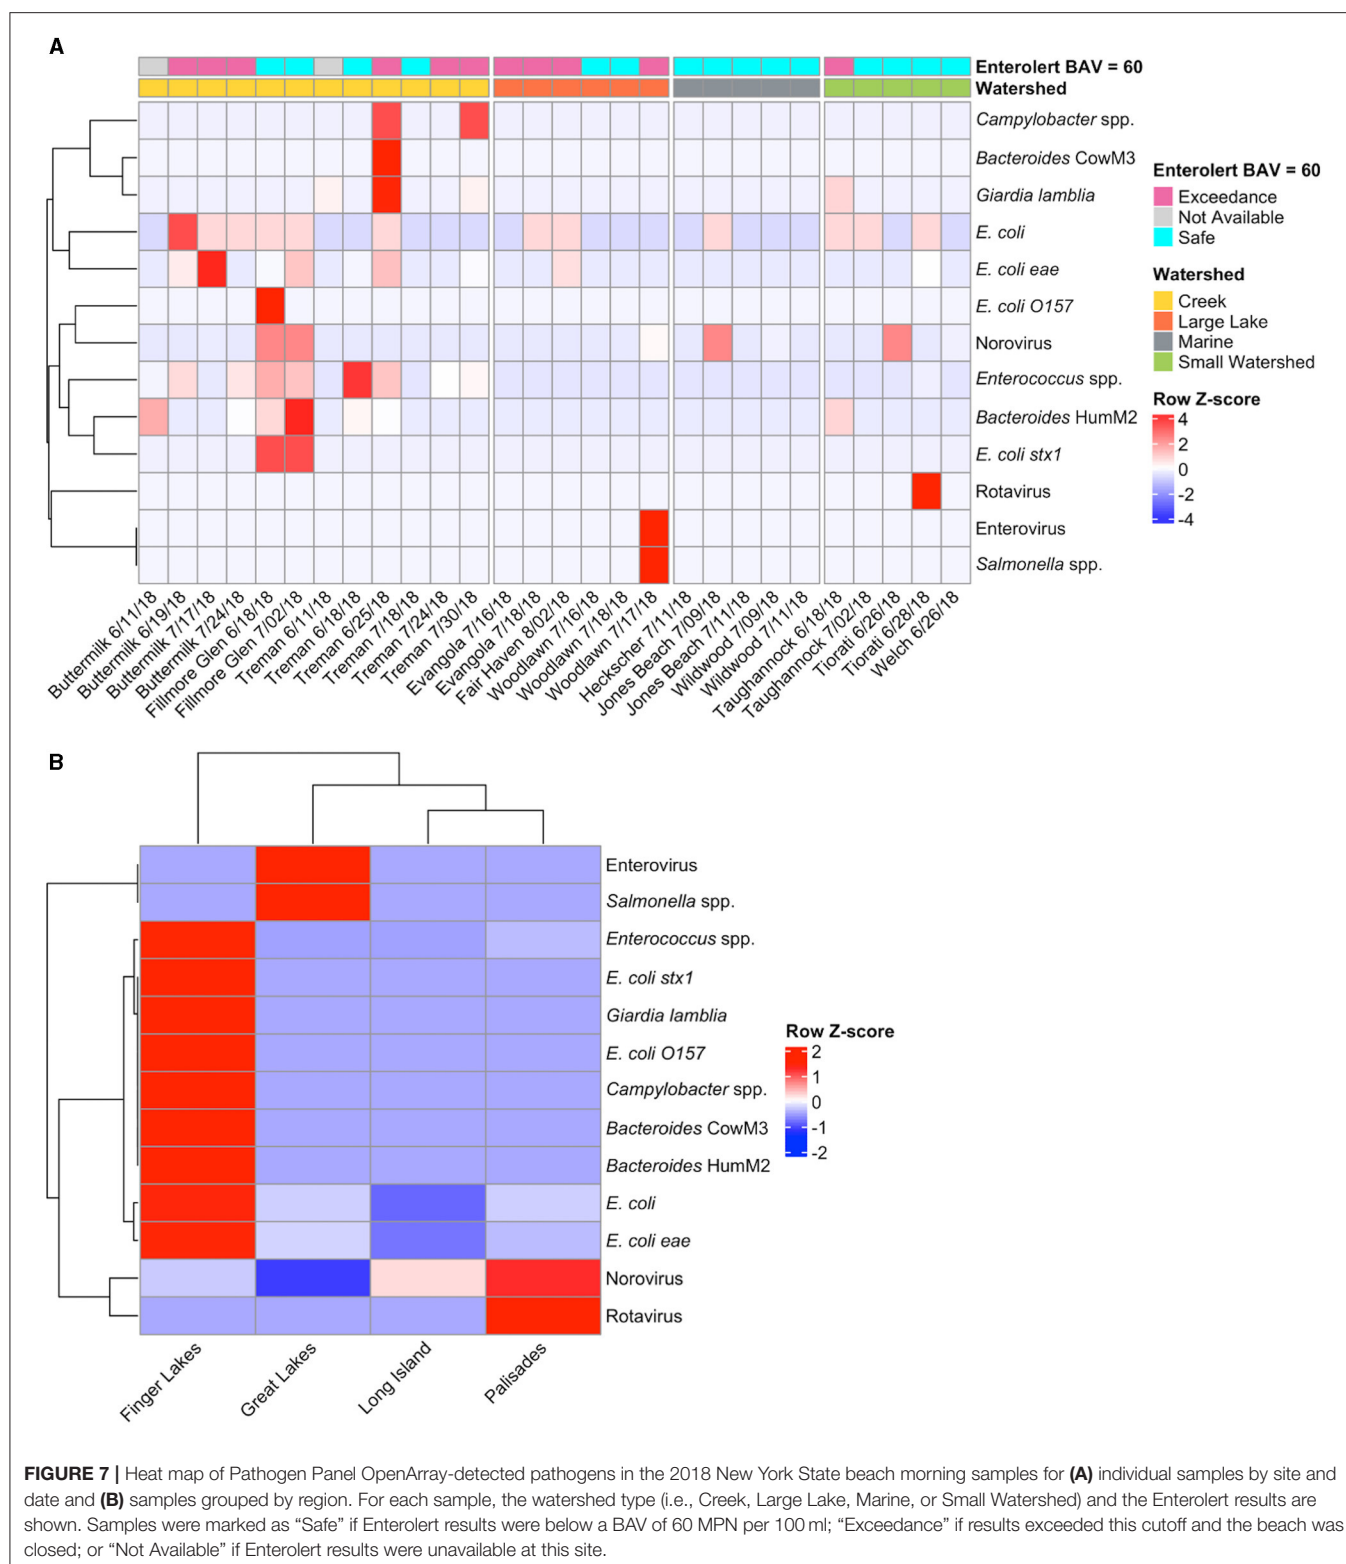 A
Enterolert BAV = 60
Watershed
Campylobacter spp.
Bacteroides CowM3
Giardia lamblia
E. coli
E. coli eae
E. coli O157
Norovirus
Enterococcus spp.
Bacteroides HumM2
E. coli stx1
Rotavirus
Enterovirus
Salmonella spp.
Enterolert BAV = 60
Exceedance
Not Available
Safe
Watershed
Creek
Large Lake
Marine
Small Watershed
Row Z-score
4
2
0
-2
-4
Buttermilk 6/11/18
Buttermilk 6/19/18
Buttermilk 7/17/18
Buttermilk 7/24/18
Fillmore Glen 6/18/18
Fillmore Glen 7/02/18
Treman 6/11/18
Treman 6/18/18
Treman 6/25/18
Treman 7/18/18
Treman 7/24/18
Treman 7/30/18
Evangola 7/16/18
Evangola 7/18/18
Fair Haven 8/02/18
Woodlawn 7/16/18
Woodlawn 7/18/18
Woodlawn 7/17/18
Heckscher 7/11/18
Jones Beach 7/09/18
Jones Beach 7/11/18
Wildwood 7/09/18
Wildwood 7/11/18
Taughannock 6/18/18
Taughannock 7/02/18
Tiorati 6/26/18
Tiorati 6/28/18
Welch 6/26/18
B
Enterovirus
Salmonella spp.
Enterococcus spp.
E. coli stx1
Giardia lamblia
E. coli O157
Campylobacter spp.
Bacteroides CowM3
Bacteroides HumM2
E. coli
E. coli eae
Norovirus
Rotavirus
Row Z-score
2
1
0
-1
-2
Finger Lakes
Great Lakes
Long Island
Palisades
FIGURE 7 | Heat map of Pathogen Panel OpenArray-detected pathogens in the 2018 New York State beach morning samples for (A) individual samples by site and
date and (B) samples grouped by region. For each sample, the watershed type (i.e., Creek, Large Lake, Marine, or Small Watershed) and the Enterolert results are
shown. Samples were marked as “Safe” if Enterolert results were below a BAV of 60 MPN per 100 ml; “Exceedance” if results exceeded this cutoff and the beach was
closed; or “Not Available” if Enterolert results were unavailable at this site.